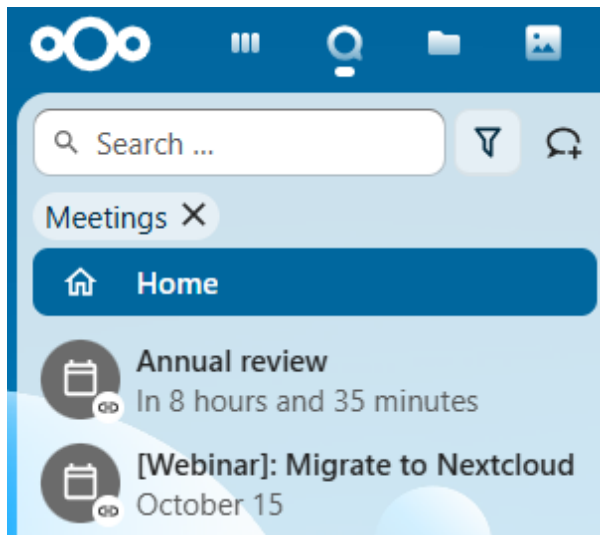 Search ...
Meetings
Home
Annual review
In 8 hours and 35 minutes
[Webinar]: Migrate to Nextcloud
October 15